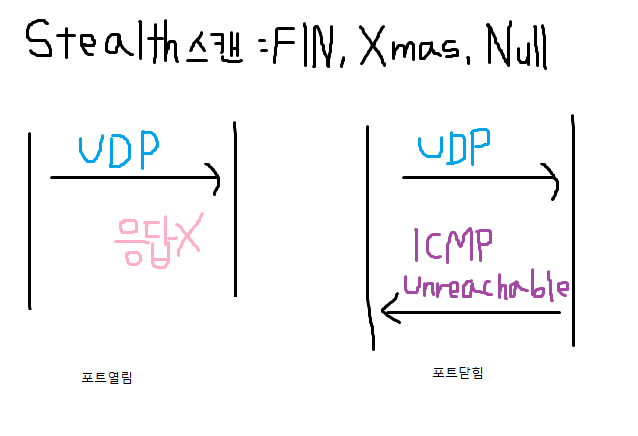 Stealth스캔 = FIN, Xmas, Null
UDP
응답X
포트열림
UDP
ICMP
Unreachable
포트닫힘